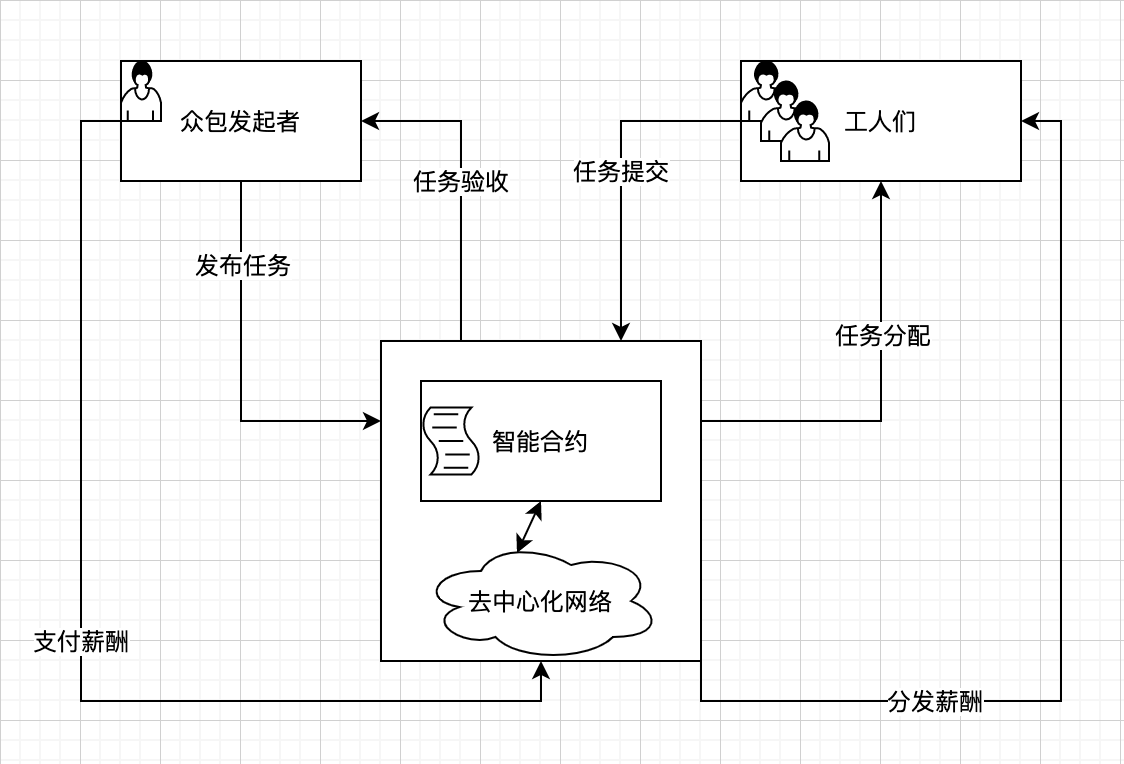 众包发起者
工人们
任务验收
任务提交
发布任务
任务分配
智能合约
去中心化网络
支付薪酬
分发薪酬